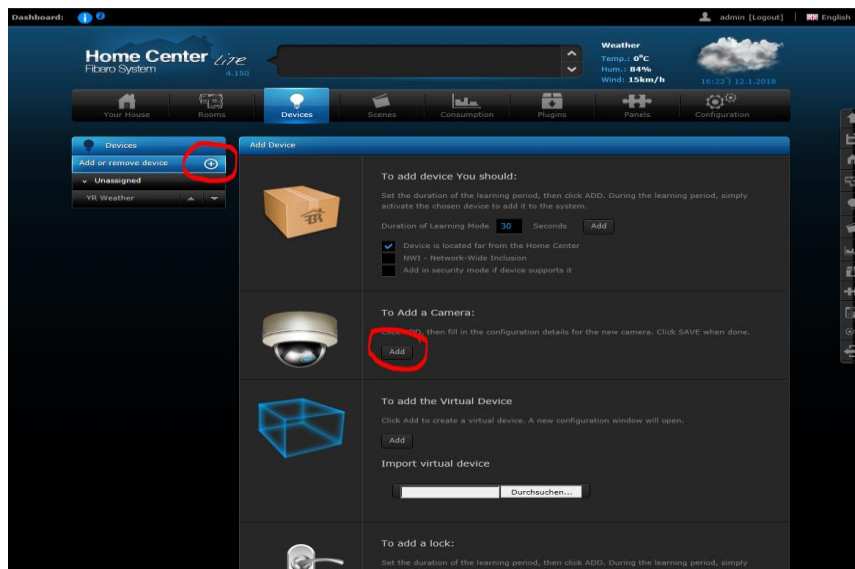 Dashboard:
admin [Logout] | English
Home Center Lite
Fibaro System
4.150
Weather
Temp.: 0°C
Hum.: 84%
Wind: 15km/h
16:23 | 12.1.2018
Your House
Rooms
Devices
Scenes
Consumption
Plugins
Panels
Configuration
Devices
Add or remove device
Unassigned
YR Weather
Add Device
To add device You should:
Set the duration of the learning period, then click ADD. During the learning period, simply
activate the chosen device to add it to the system.
Duration of Learning Mode 30 Seconds Add
Device is located far from the Home Center
NWI - Network-Wide Inclusion
Add in security mode if device supports it
To Add a Camera:
Click ADD, then fill in the configuration details for the new camera. Click SAVE when done.
Add
To add the Virtual Device
Click Add to create a virtual device. A new configuration window will open.
Add
Import virtual device
Durchsuchen...
To add a lock:
Set the duration of the learning period, then click ADD. During the learning period, simply